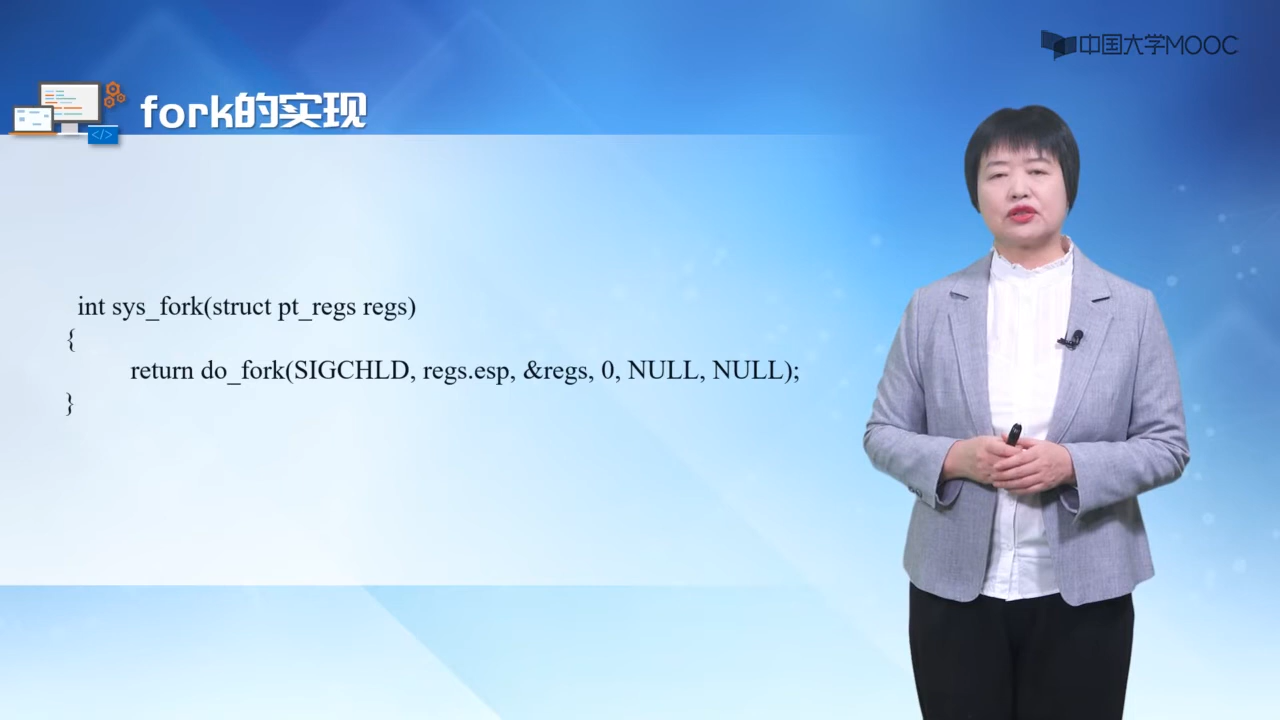 中国大学MOOC
fork的实现
</>
int sys_fork(struct pt_regs regs)
{
return do_fork(SIGCHLD, regs.esp, &regs, 0, NULL, NULL);
}